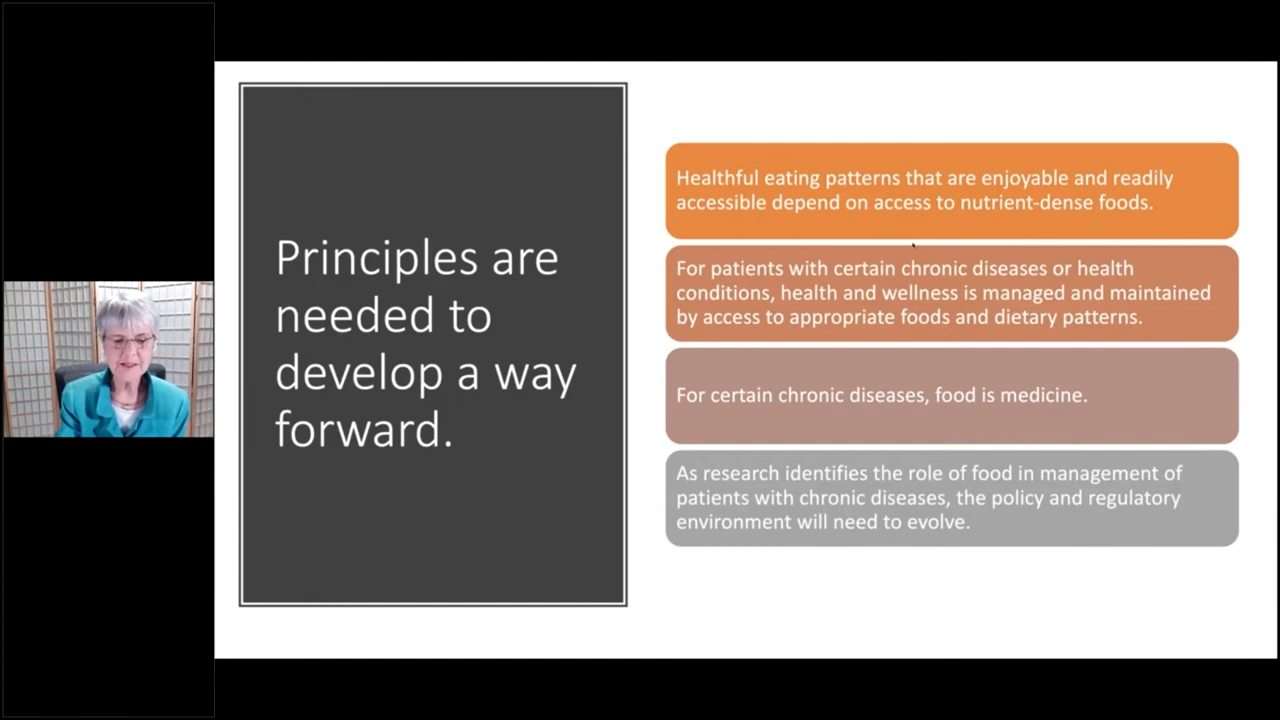 Principles are
needed to
develop a way
forward.
Healthful eating patterns that are enjoyable and readily
accessible depend on access to nutrient-dense foods.
For patients with certain chronic diseases or health
conditions, health and wellness is managed and maintained
by access to appropriate foods and dietary patterns.
For certain chronic diseases, food is medicine.
As research identifies the role of food in management of
patients with chronic diseases, the policy and regulatory
environment will need to evolve.